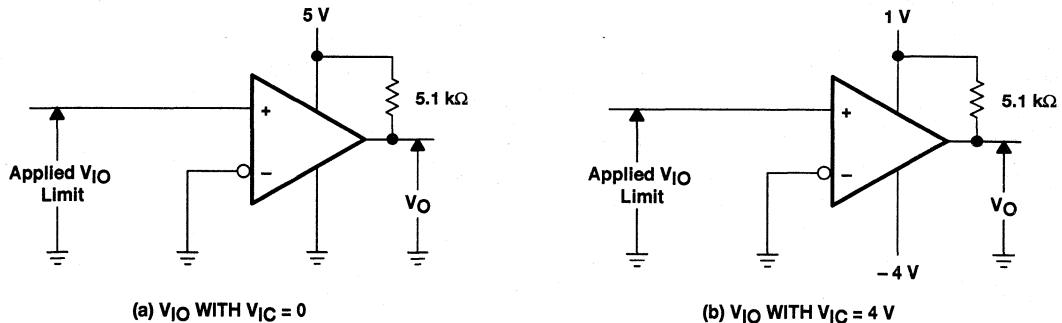 5 V
5.1 kΩ
+
−
Applied VIO
Limit
VO
(a) VIO WITH VIC = 0
1 V
5.1 kΩ
+
−
Applied VIO
Limit
VO
− 4 V
(b) VIO WITH VIC = 4 V